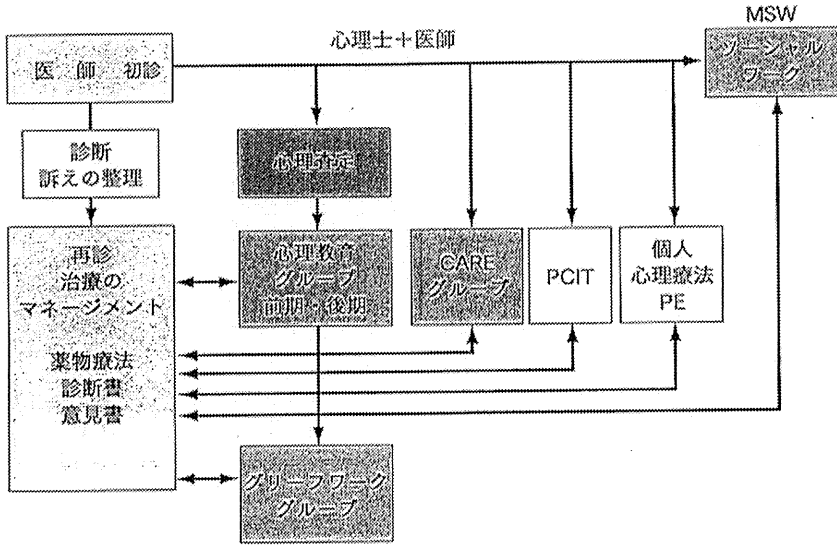 MSW
心理士＋医師
ソーシャル
ワーク
医 師 初診
診断
訴えの整理
心理査定
再診
治療の
マネージメント
薬物療法
診断書
意見書
心理教育
グループ
前期・後期
CARE
グループ
PCIT
個人
心理療法
PE
グリーフワーク
グループ